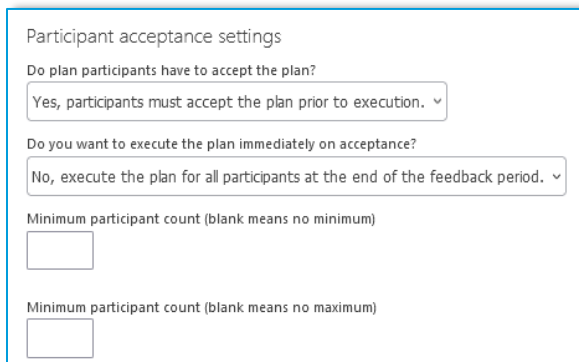 Participant acceptance settings
Do plan participants have to accept the plan?
Yes, participants must accept the plan prior to execution.
Do you want to execute the plan immediately on acceptance?
No, execute the plan for all participants at the end of the feedback period.
Minimum participant count (blank means no minimum)
Minimum participant count (blank means no maximum)